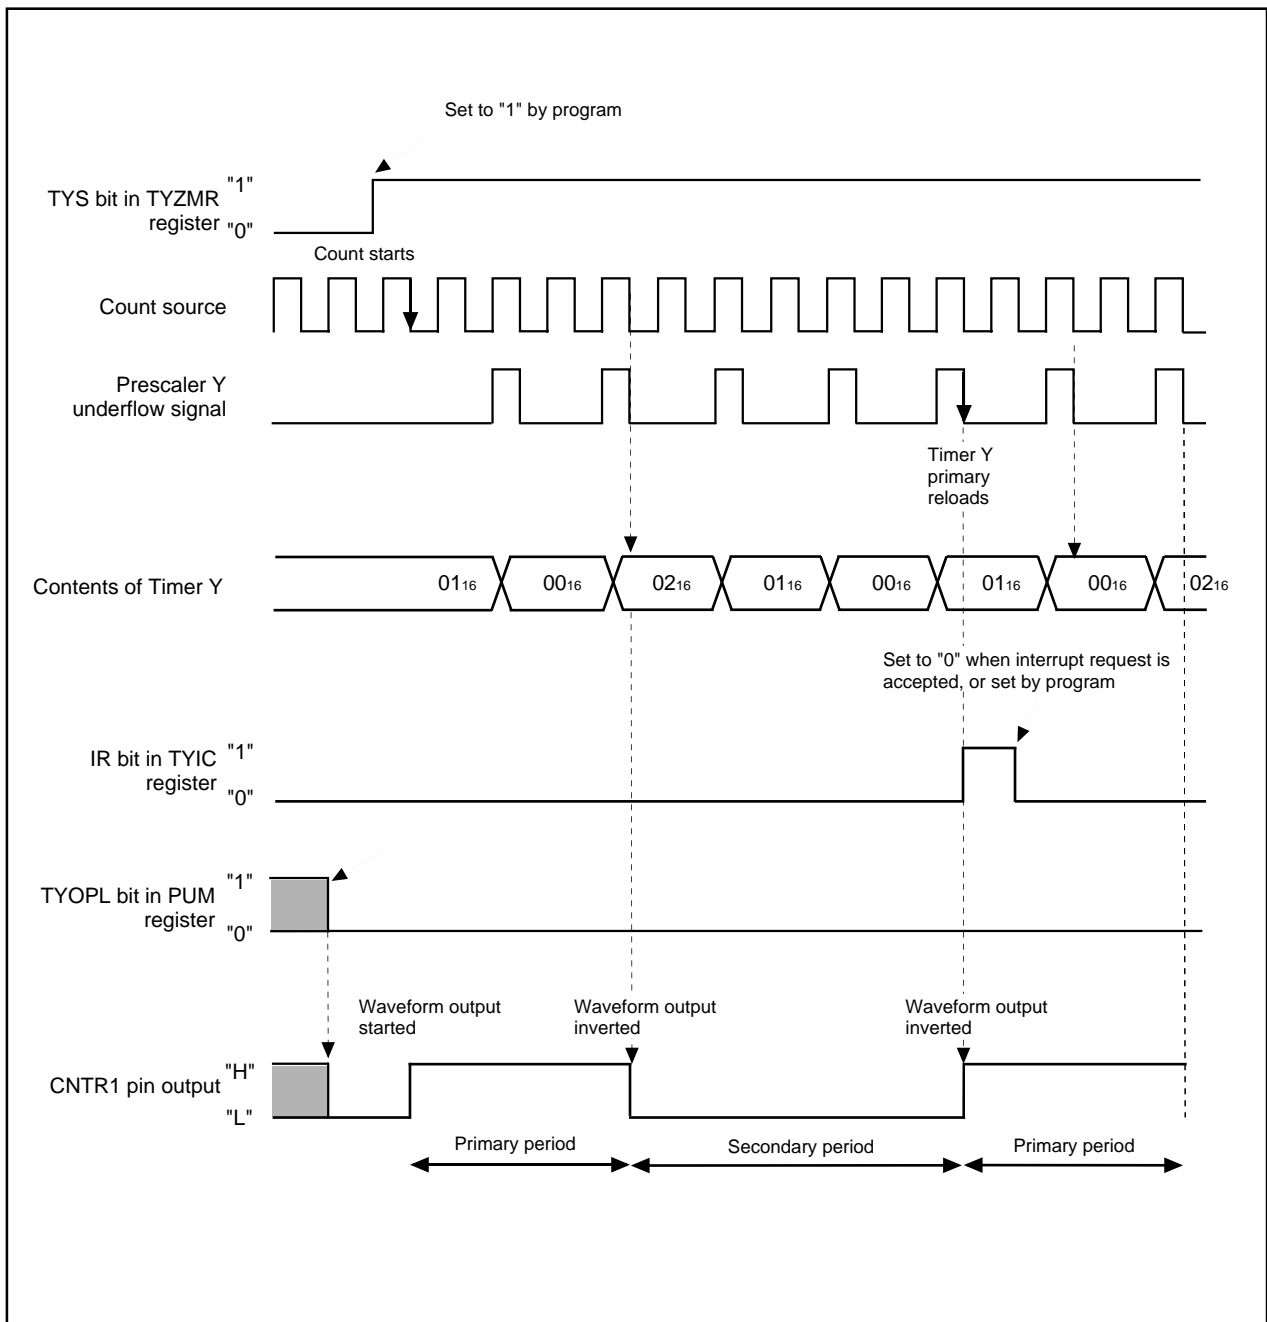 Set to "1" by program
"1"
TYS bit in TYZMR
register
"0"
Count starts
Count source
Prescaler Y
underflow signal
Timer Y
primary
reloads
Contents of Timer Y
0116 0016 0216 0116 0016 0116 0016 0216
Set to "0" when interrupt request is
accepted, or set by program
"1"
IR bit in TYIC
register
"0"
"1"
TYOPL bit in PUM
register
"0"
Waveform output
started
Waveform output
inverted
Waveform output
inverted
"H"
CNTR1 pin output
"L"
Primary period
Secondary period
Primary period